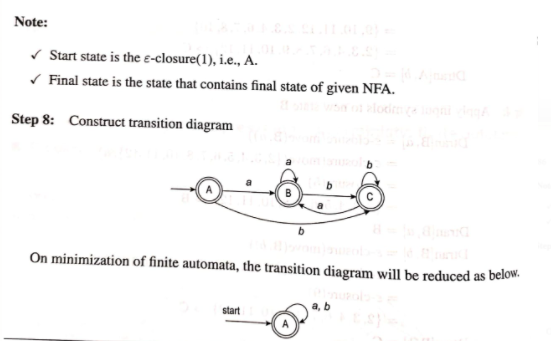 Note:
✓ Start state is the ε-closure(1), i.e., A.
✓ Final state is the state that contains final state of given NFA.
Step 8: Construct transition diagram
a b
A a B b C
a
b
On minimization of finite automata, the transition diagram will be reduced as below.
start a, b
A